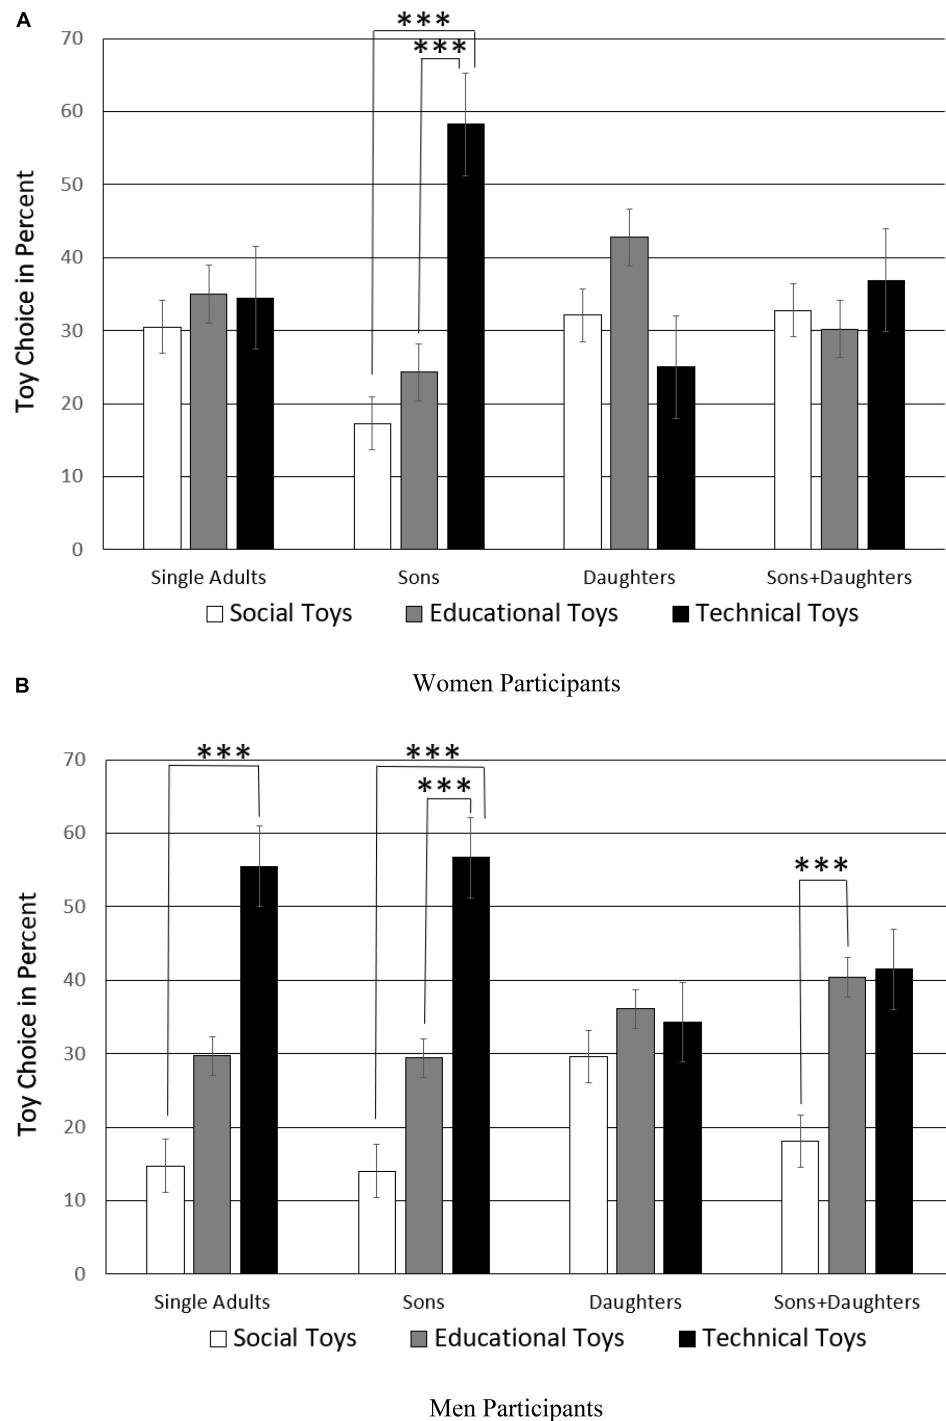 A
***
***
70
60
50
40
30
20
10
0
Toy Choice in Percent
Single Adults Sons Daughters Sons+Daughters
Social Toys Educational Toys Technical Toys
Women Participants
B
*** ***
***
***
70
60
50
40
30
20
10
0
Toy Choice in Percent
Single Adults Sons Daughters Sons+Daughters
Social Toys Educational Toys Technical Toys
Men Participants